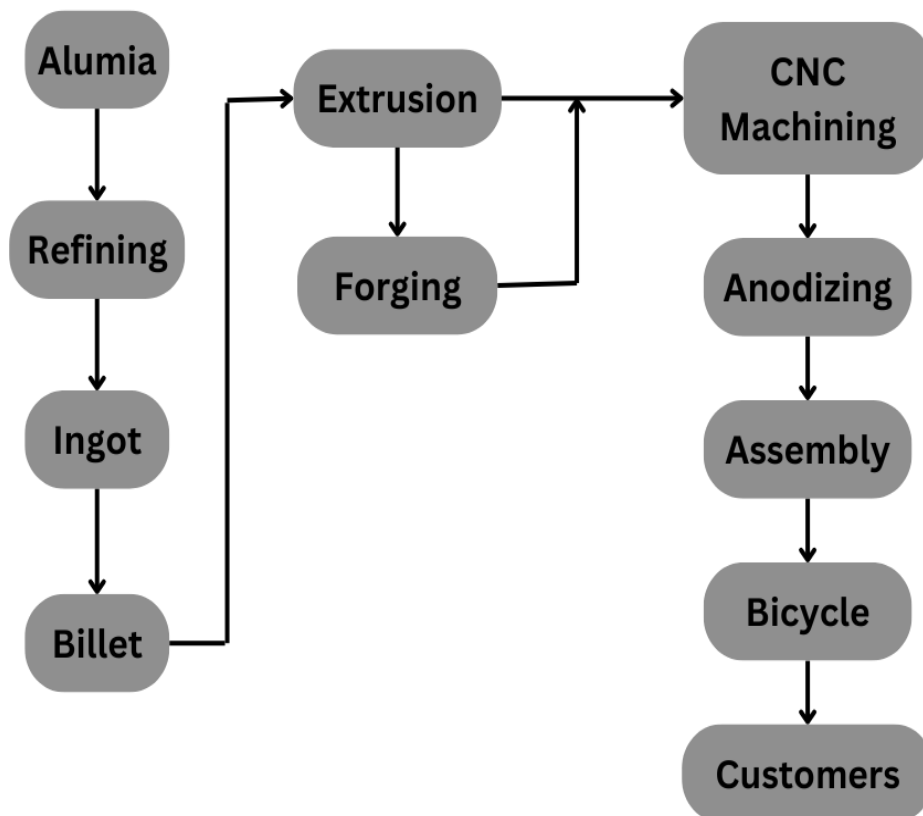 Alumia
Refining
Ingot
Billet
Extrusion
Forging
CNC
Machining
Anodizing
Assembly
Bicycle
Customers